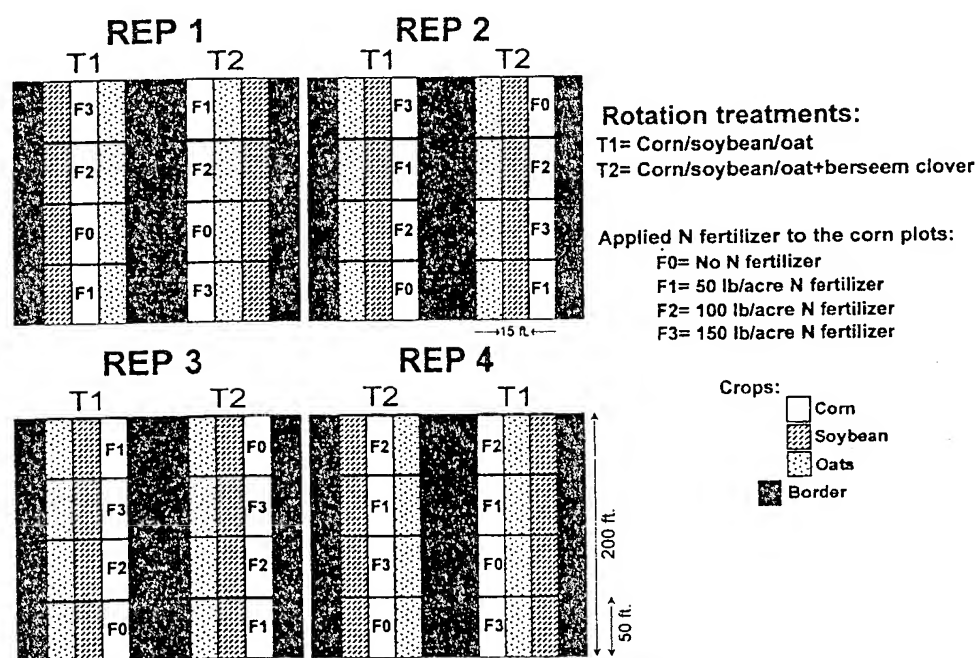 REP 1
T1 T2
F3 F1
F2 F2
F0 F0
F1 F3
REP 2
T1 T2
F3 F0
F1 F2
F2 F3
F0 F1
15 ft.
Rotation treatments:
T1= Corn/soybean/oat
T2= Corn/soybean/oat+berseem clover
Applied N fertilizer to the corn plots:
F0= No N fertilizer
F1= 50 lb/acre N fertilizer
F2= 100 lb/acre N fertilizer
F3= 150 lb/acre N fertilizer
REP 3
T1 T2
F1 F0
F3 F3
F2 F2
F0 F1
REP 4
T2 T1
F2 F2
F1 F1
F3 F0
F0 F3
200 ft.
50 ft.
Crops:
Corn
Soybean
Oats
Border